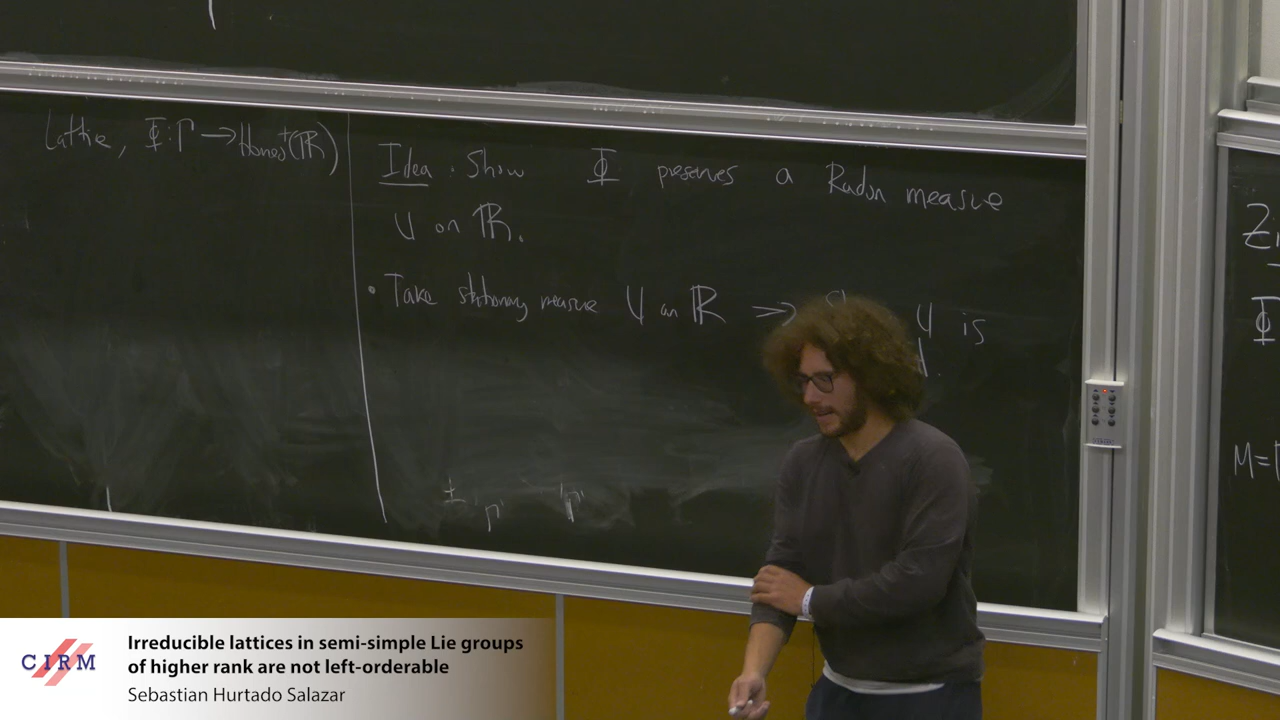 Lattice, Φ: Γ → Homeo⁺(ℝ)
Idea: Show Φ preserves a Radon measure
ν on ℝ.
• Take stationary measure ν on ℝ → ν is
Φ
M=
CIRM
Irreducible lattices in semi-simple Lie groups
of higher rank are not left-orderable
Sebastian Hurtado Salazar